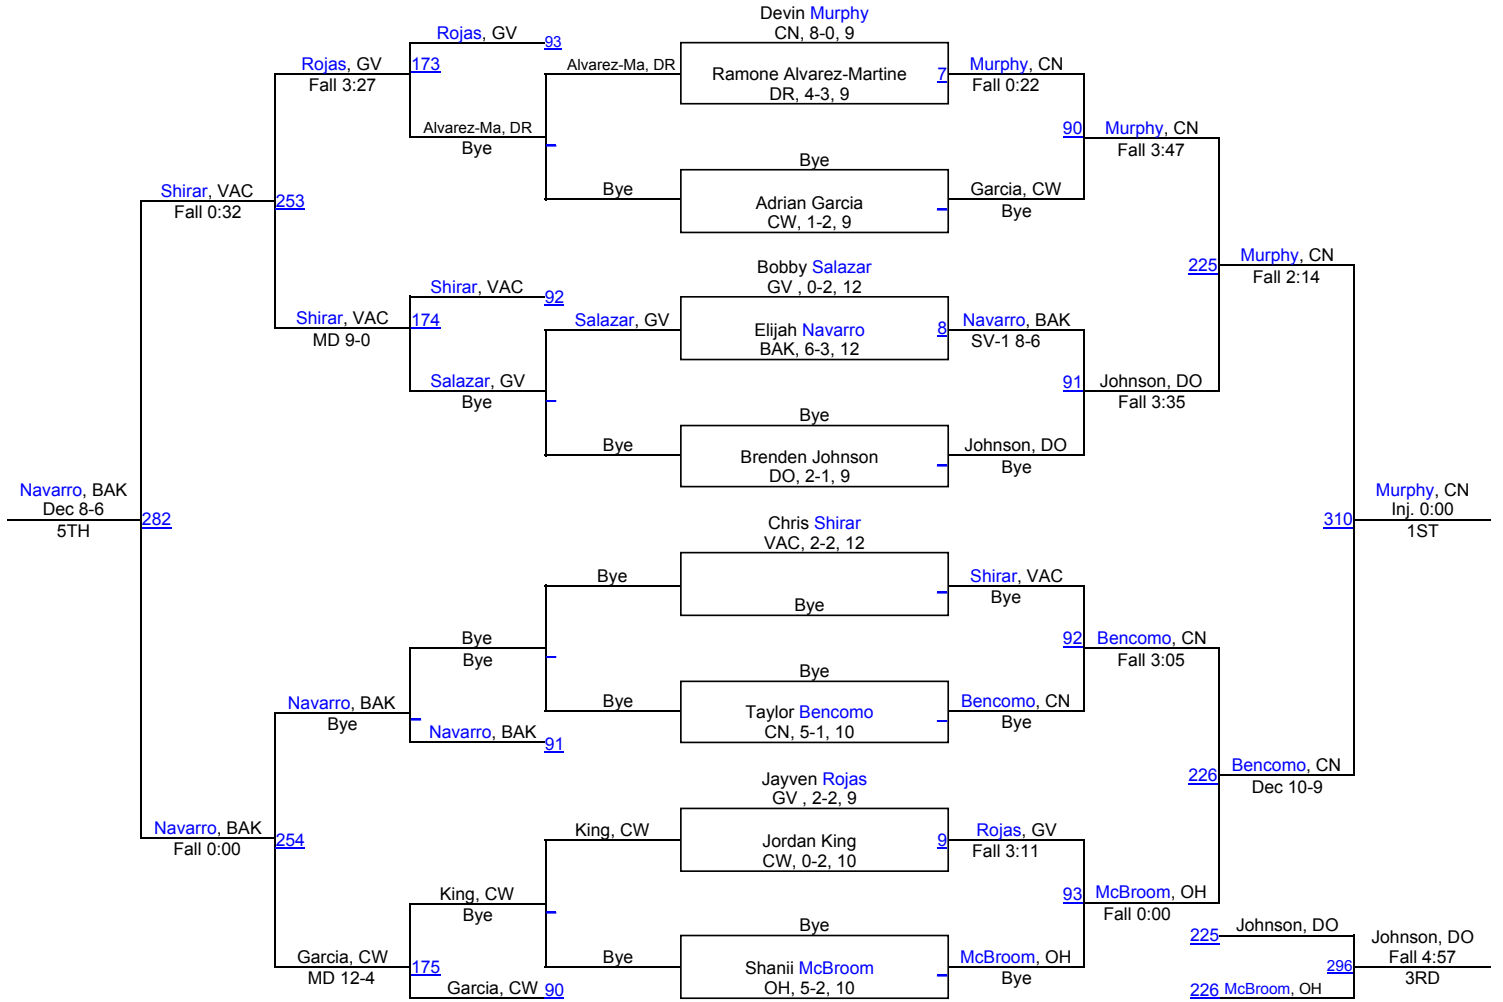 Devin Murphy
CN, 8-0, 9
Rojas, GV
93
Rojas, GV
173
Fall 3:27
Alvarez-Ma, DR
Ramone Alvarez-Martine
DR, 4-3, 9
7
Murphy, CN
Fall 0:22
Alvarez-Ma, DR
Bye
90
Murphy, CN
Fall 3:47
Bye
Bye
Adrian Garcia
CW, 1-2, 9
Garcia, CW
Bye
Shirar, VAC
253
Fall 0:32
Bobby Salazar
GV , 0-2, 12
Shirar, VAC
92
Shirar, VAC
174
MD 9-0
Salazar, GV
Elijah Navarro
BAK, 6-3, 12
8
Navarro, BAK
SV-1 8-6
225
Murphy, CN
Fall 2:14
Salazar, GV
Bye
91
Johnson, DO
Fall 3:35
Bye
Bye
Brenden Johnson
DO, 2-1, 9
Johnson, DO
Bye
Navarro, BAK
Dec 8-6
282
5TH
310
Murphy, CN
Inj. 0:00
1ST
Chris Shirar
VAC, 2-2, 12
Bye
Bye
Shirar, VAC
Bye
Bye
Bye
92
Bencomo, CN
Fall 3:05
Navarro, BAK
Bye
Bye
Bye
Taylor Bencomo
CN, 5-1, 10
Bencomo, CN
Bye
Navarro, BAK
91
226
Bencomo, CN
Dec 10-9
Jayven Rojas
GV , 2-2, 9
Navarro, BAK
254
Fall 0:00
King, CW
Jordan King
CW, 0-2, 10
9
Rojas, GV
Fall 3:11
King, CW
Bye
93
McBroom, OH
Fall 0:00
Bye
Bye
Shanii McBroom
OH, 5-2, 10
McBroom, OH
Bye
Garcia, CW
175
MD 12-4
Garcia, CW
90
225
Johnson, DO
296
Johnson, DO
Fall 4:57
3RD
226
McBroom, OH